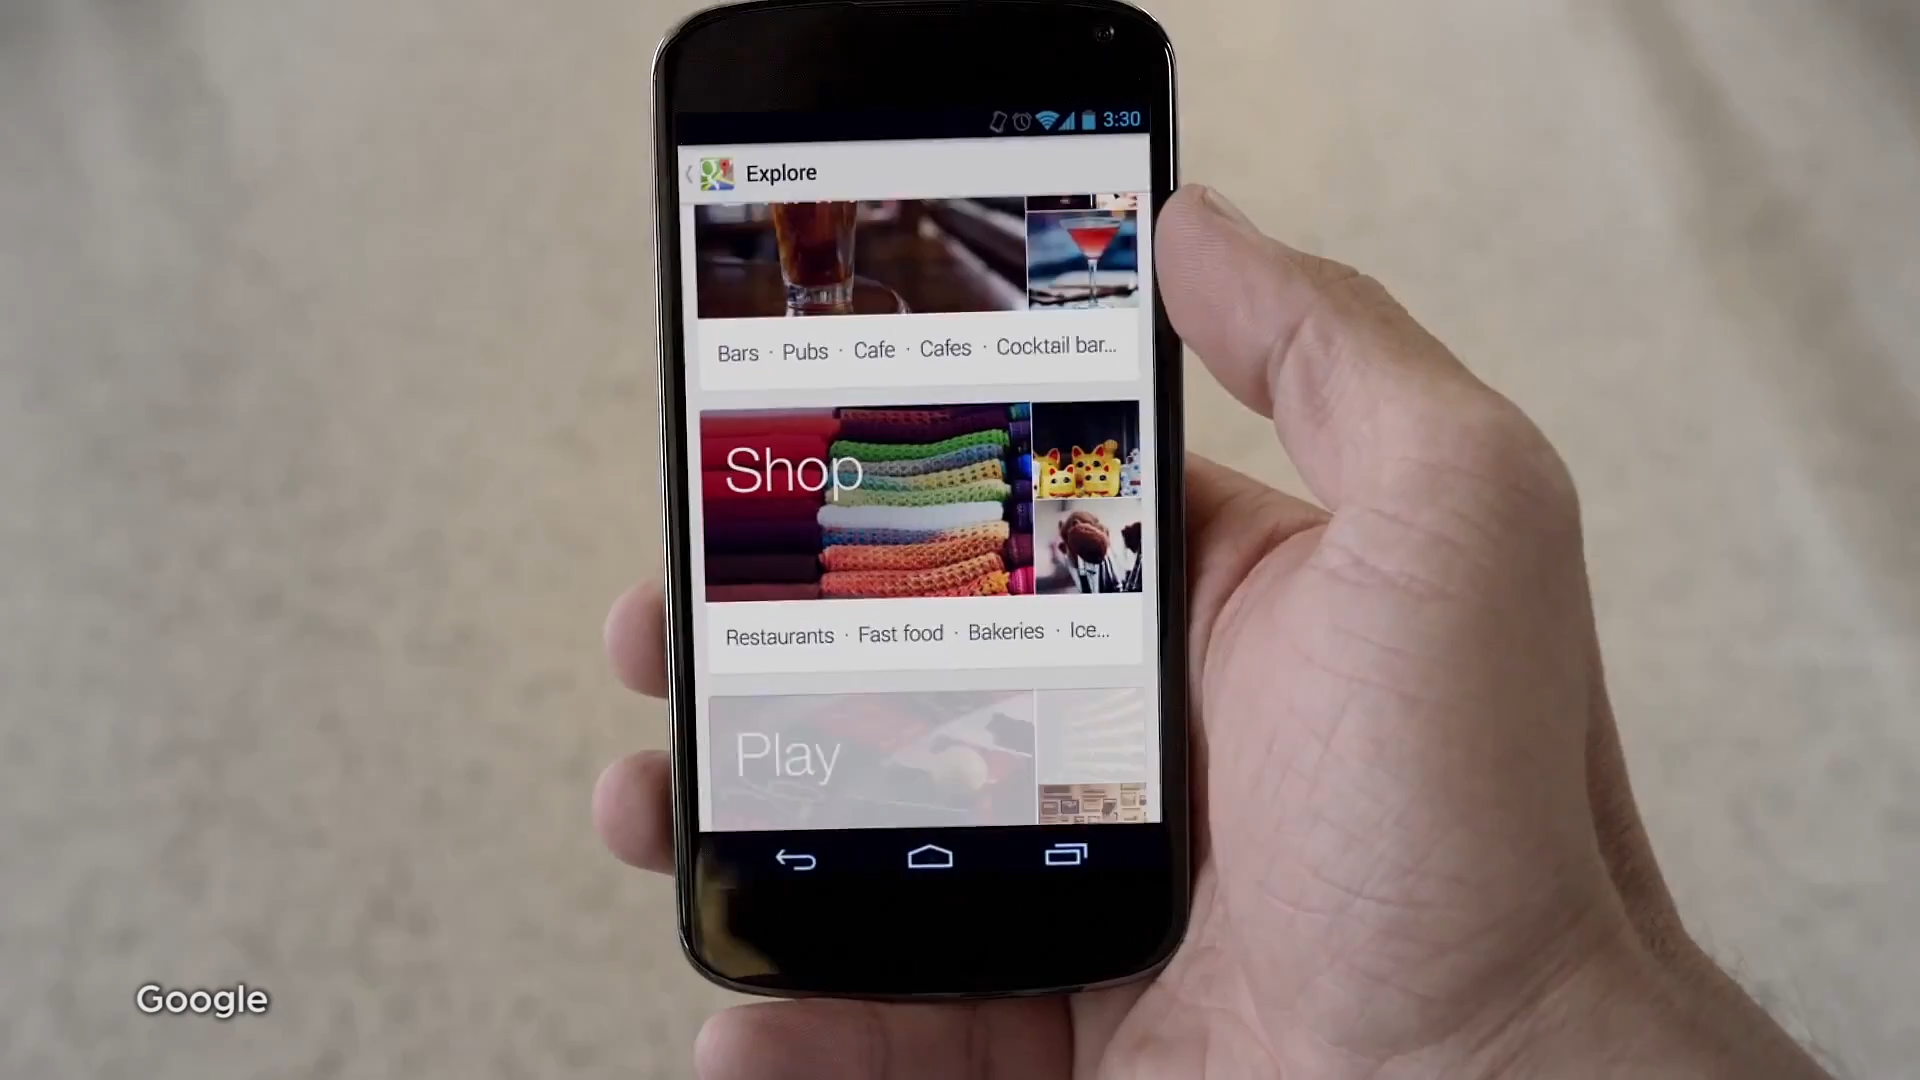 3:30
Explore
Bars · Pubs · Cafe · Cafes · Cocktail bar...
Shop
Restaurants · Fast food · Bakeries · Ice...
Play
Google